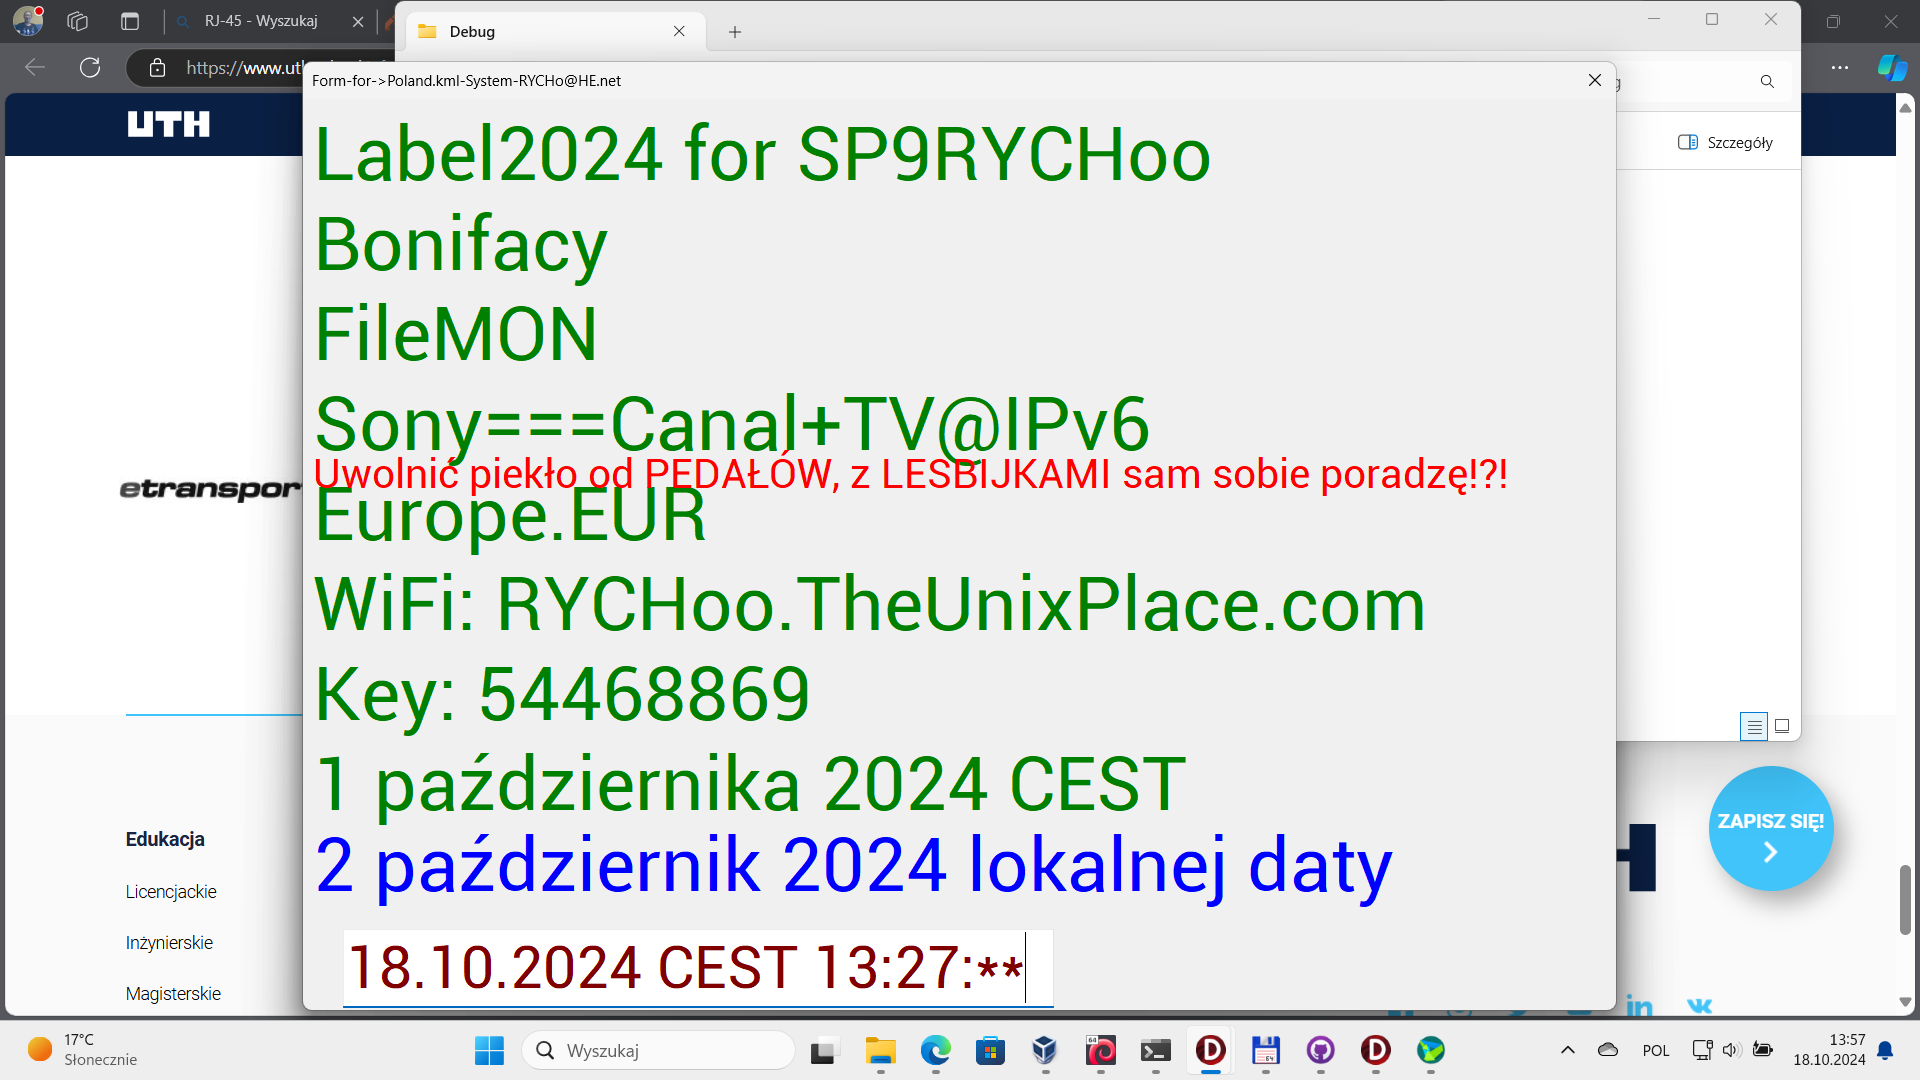 RJ-45 - Wyszukaj
Debug
https://www.ut
Form-for->Poland.kml-System-RYCHo@HE.net
UTH
Szczegóły
Label2024 for SP9RYCHoo
Bonifacy
FileMON
Sony===Canal+TV@IPv6
Uwolnić piekło od PEDAŁÓW, z LESBIJKAMI sam sobie poradzę!?!
etranspor
Europe.EUR
WiFi: RYCHoo.TheUnixPlace.com
Key: 54468869
1 października 2024 CEST
2 październik 2024 lokalnej daty
18.10.2024 CEST 13:27:**
ZAPISZ SIĘ!
Edukacja
Licencjackie
Inżynierskie
Magisterskie
17°C
Słonecznie
Wyszukaj
POL
13:57
18.10.2024